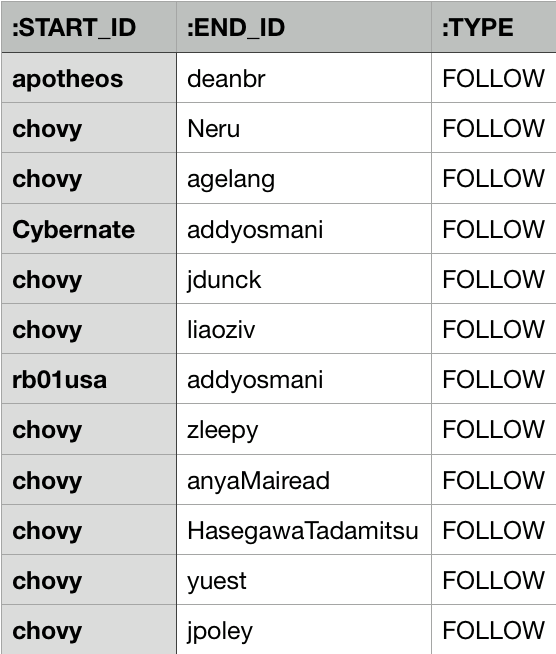 :START_ID :END_ID :TYPE
apotheos deanbr FOLLOW
chovy Neru FOLLOW
chovy agelang FOLLOW
Cybernate addyosmani FOLLOW
chovy jdunck FOLLOW
chovy liaoziv FOLLOW
rb01usa addyosmani FOLLOW
chovy zleepy FOLLOW
chovy anyaMairead FOLLOW
chovy HasegawaTadamitsu FOLLOW
chovy yuest FOLLOW
chovy jpoley FOLLOW